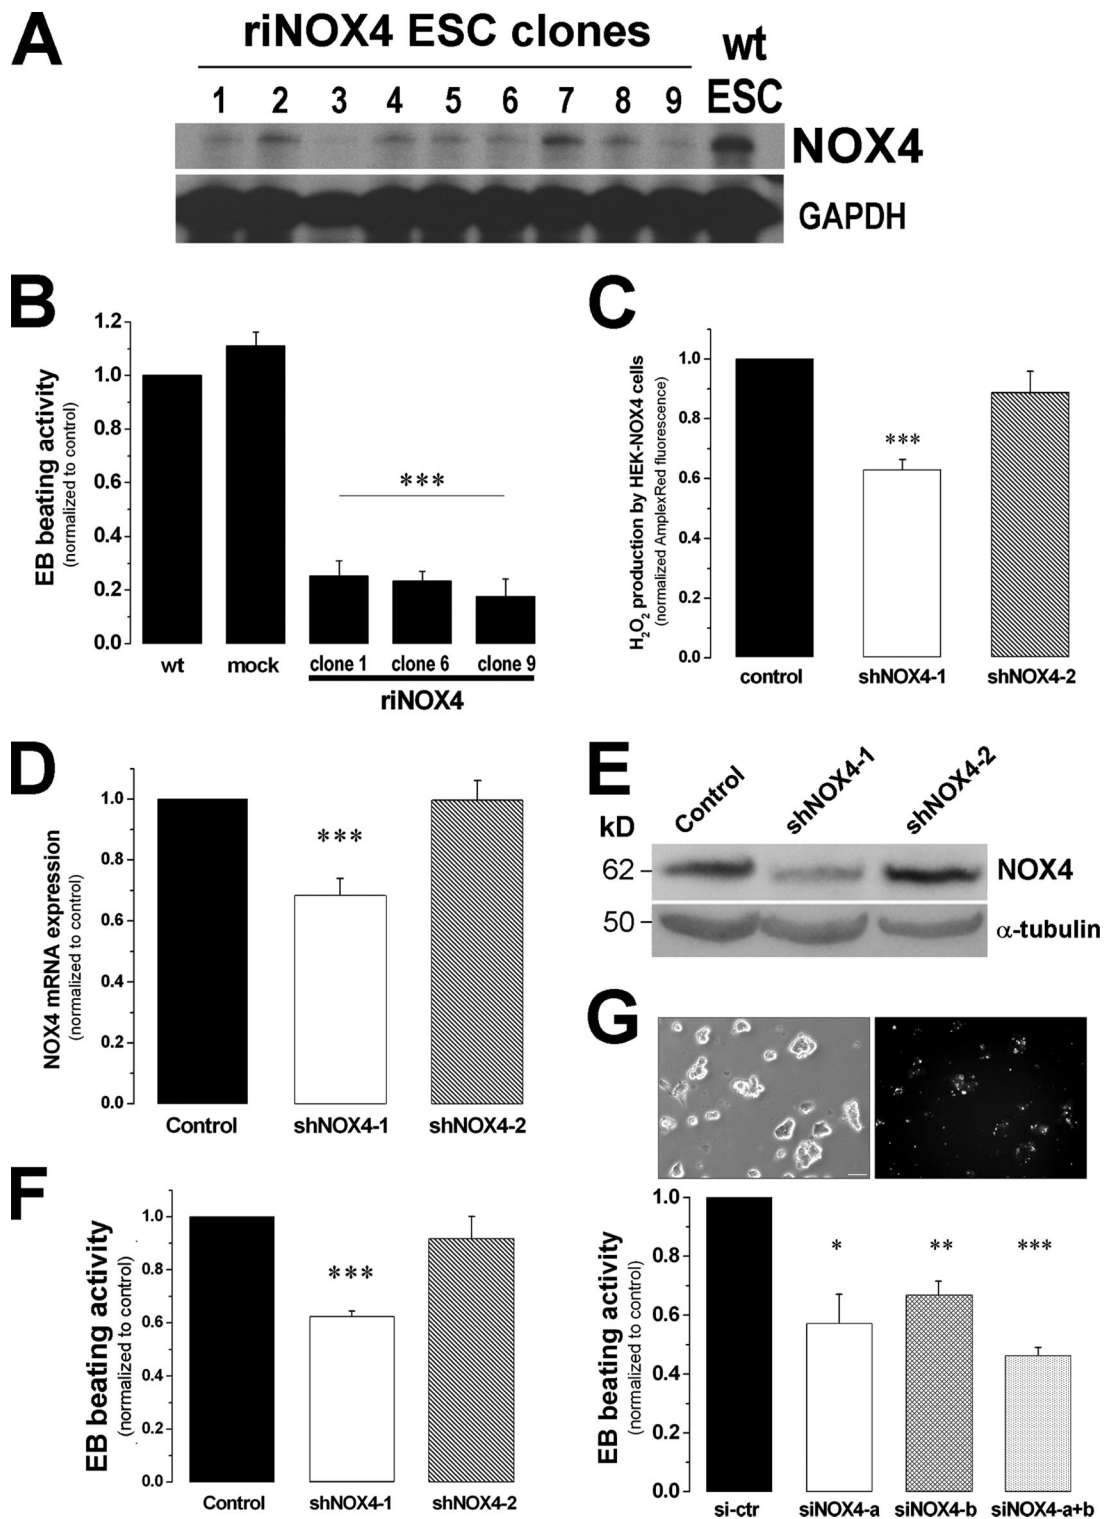 A
riNOX4 ESC clones
wt
ESC
1 2 3 4 5 6 7 8 9
NOX4
GAPDH
B
EB beating activity
(normalized to control)
1.2
1.0
0.8
0.6
0.4
0.2
0.0
***
wt mock clone 1 clone 6 clone 9
riNOX4
C
H2O2 production by HEK-NOX4 cells
(normalized AmplexRed fluorescence)
1.0
0.8
0.6
0.4
0.2
0.0
***
control shNOX4-1 shNOX4-2
D
NOX4 mRNA expression
(normalized to control)
1.0
0.8
0.6
0.4
0.2
0.0
***
Control shNOX4-1 shNOX4-2
E
Control shNOX4-1 shNOX4-2
kD
62
NOX4
50
α-tubulin
F
EB beating activity
(normalized to control)
1.0
0.8
0.6
0.4
0.2
0.0
***
Control shNOX4-1 shNOX4-2
G
EB beating activity
(normalized to control)
1.0
0.8
0.6
0.4
0.2
0.0
* ** ***
si-ctr siNOX4-a siNOX4-b siNOX4-a+b